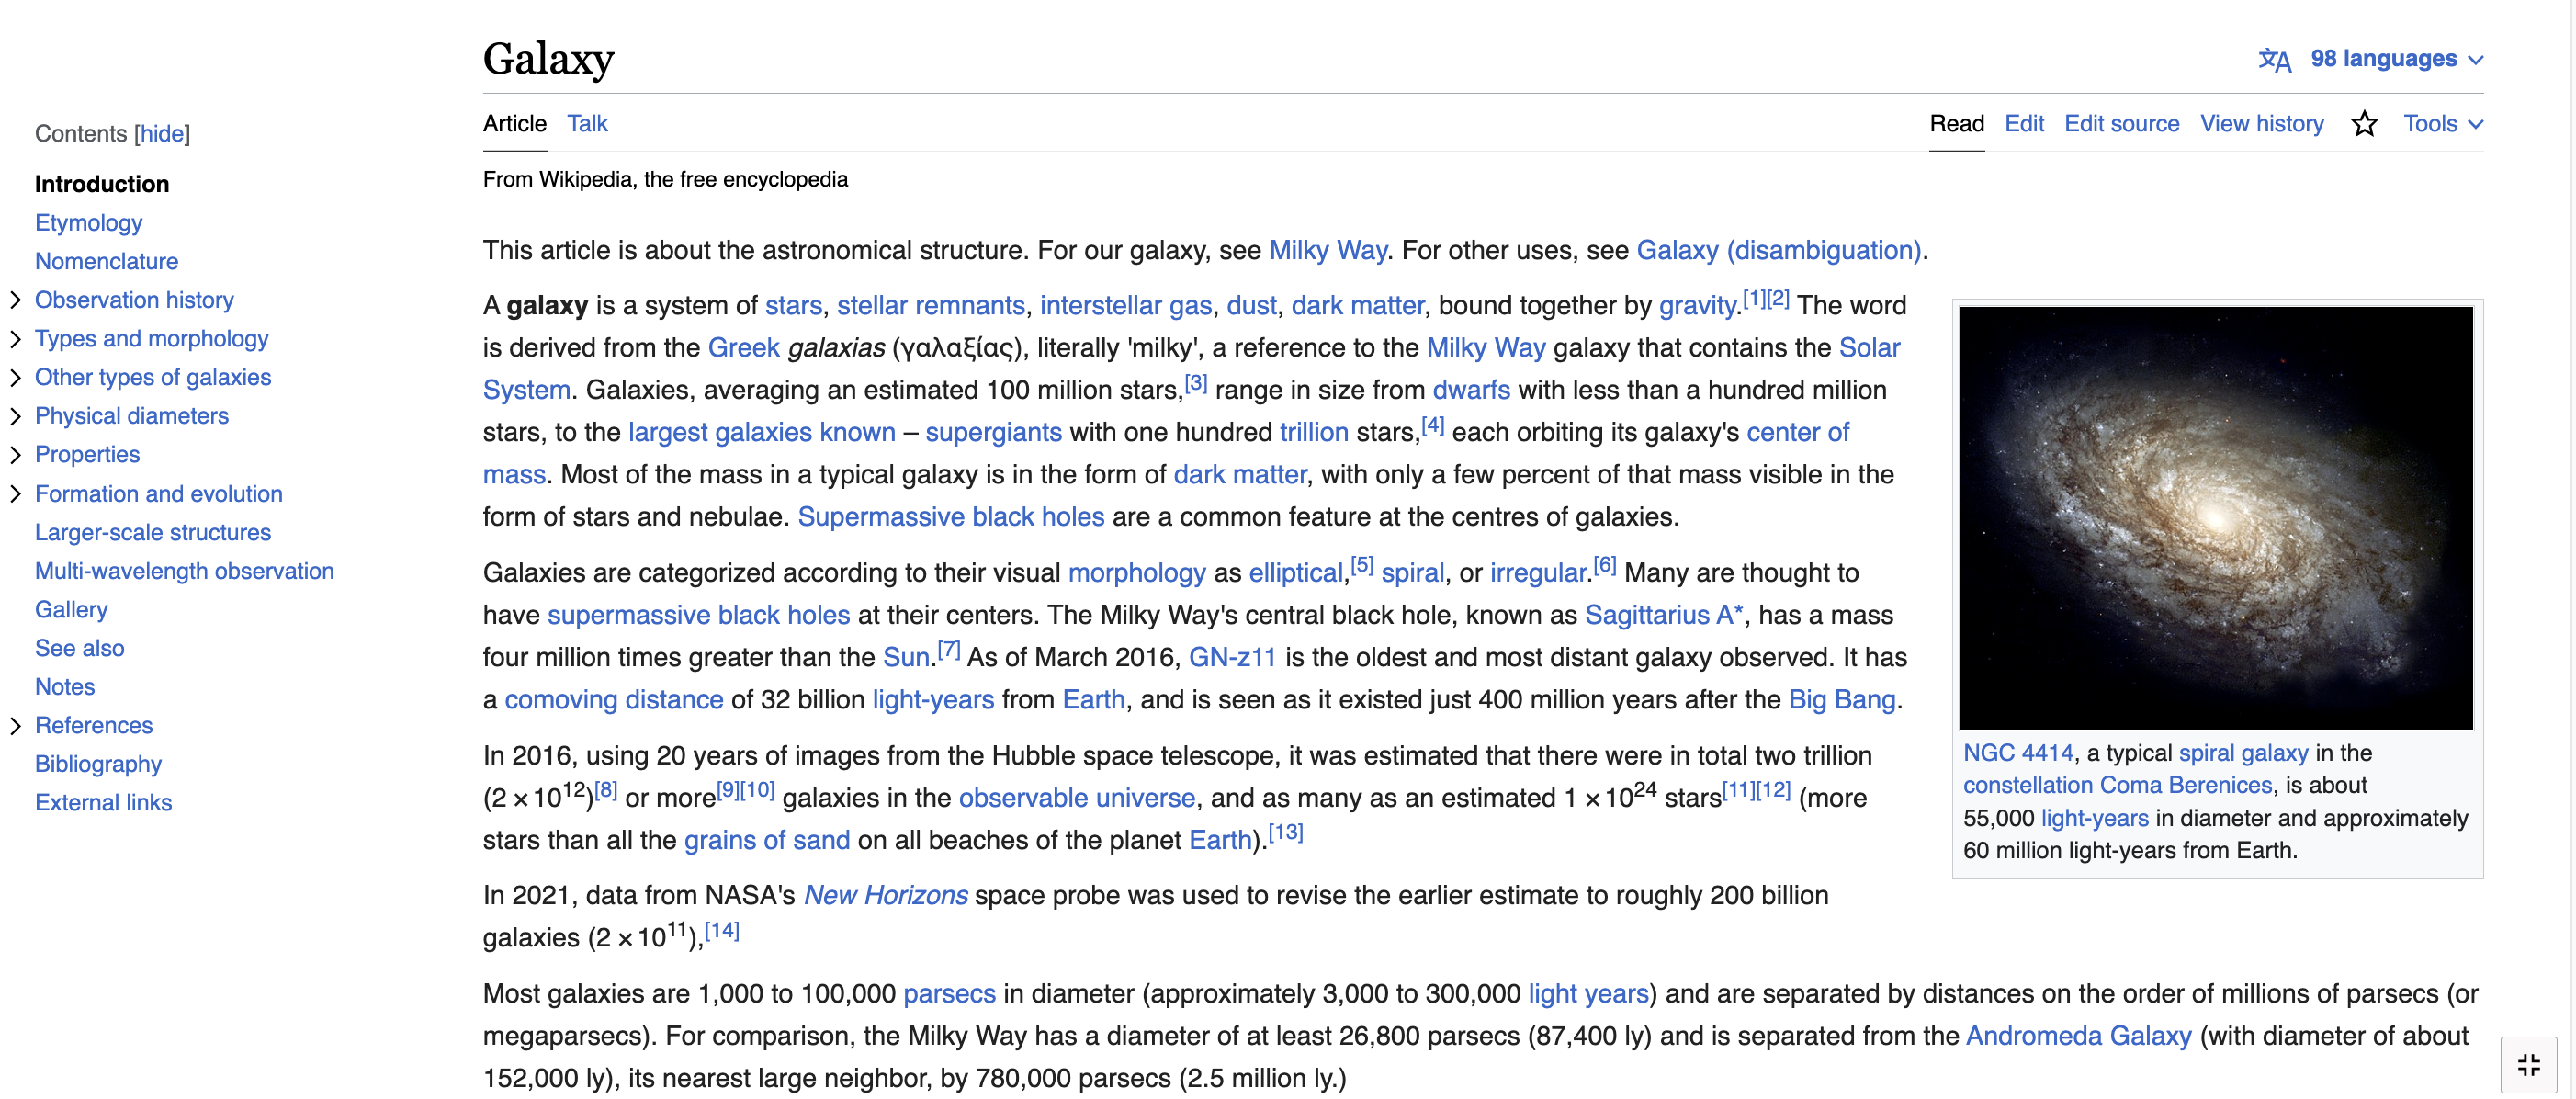 Galaxy
98 languages
Contents [hide]
Introduction
Etymology
Nomenclature
Observation history
Types and morphology
Other types of galaxies
Physical diameters
Properties
Formation and evolution
Larger-scale structures
Multi-wavelength observation
Gallery
See also
Notes
References
Bibliography
External links
Article Talk
Read Edit Edit source View history Tools
From Wikipedia, the free encyclopedia
This article is about the astronomical structure. For our galaxy, see Milky Way. For other uses, see Galaxy (disambiguation).
A galaxy is a system of stars, stellar remnants, interstellar gas, dust, dark matter, bound together by gravity.[1][2] The word
is derived from the Greek galaxias (γαλαξίας), literally 'milky', a reference to the Milky Way galaxy that contains the Solar
System. Galaxies, averaging an estimated 100 million stars,[3] range in size from dwarfs with less than a hundred million
stars, to the largest galaxies known – supergiants with one hundred trillion stars,[4] each orbiting its galaxy's center of
mass. Most of the mass in a typical galaxy is in the form of dark matter, with only a few percent of that mass visible in the
form of stars and nebulae. Supermassive black holes are a common feature at the centres of galaxies.
Galaxies are categorized according to their visual morphology as elliptical,[5] spiral, or irregular.[6] Many are thought to
have supermassive black holes at their centers. The Milky Way's central black hole, known as Sagittarius A*, has a mass
four million times greater than the Sun.[7] As of March 2016, GN-z11 is the oldest and most distant galaxy observed. It has
a comoving distance of 32 billion light-years from Earth, and is seen as it existed just 400 million years after the Big Bang.
In 2016, using 20 years of images from the Hubble space telescope, it was estimated that there were in total two trillion
(2 × 10¹²)[8] or more[9][10] galaxies in the observable universe, and as many as an estimated 1 × 10²⁴ stars[11][12] (more
stars than all the grains of sand on all beaches of the planet Earth).[13]
In 2021, data from NASA's New Horizons space probe was used to revise the earlier estimate to roughly 200 billion
galaxies (2 × 10¹¹),[14]
NGC 4414, a typical spiral galaxy in the
constellation Coma Berenices, is about
55,000 light-years in diameter and approximately
60 million light-years from Earth.
Most galaxies are 1,000 to 100,000 parsecs in diameter (approximately 3,000 to 300,000 light years) and are separated by distances on the order of millions of parsecs (or
megaparsecs). For comparison, the Milky Way has a diameter of at least 26,800 parsecs (87,400 ly) and is separated from the Andromeda Galaxy (with diameter of about
152,000 ly), its nearest large neighbor, by 780,000 parsecs (2.5 million ly.)